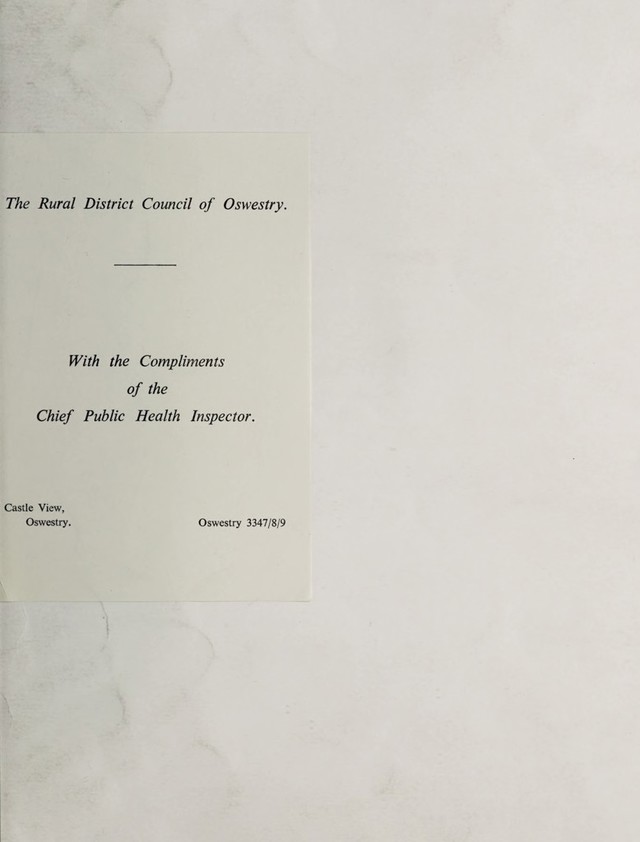 The Rural District Council of Oswestry.
With the Compliments
of the
Chief Public Health Inspector.
Castle View,
Oswestry.
Oswestry 3347/8/9